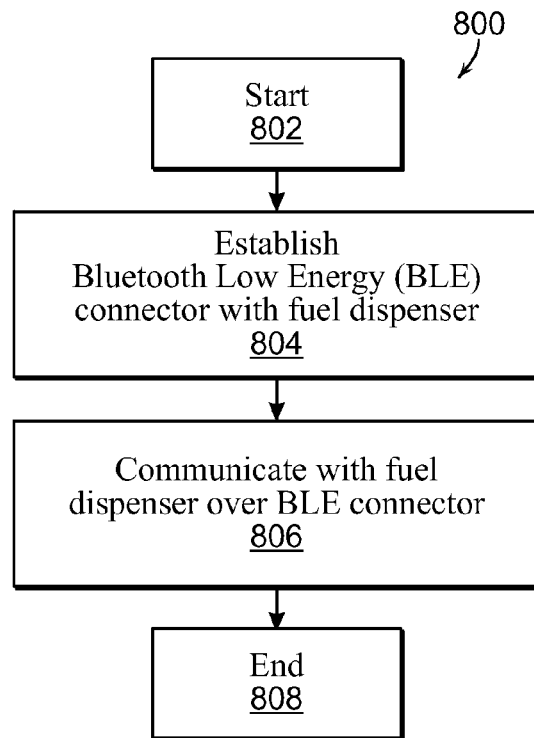 800
Start
802
Establish
Bluetooth Low Energy (BLE)
connector with fuel dispenser
804
Communicate with fuel
dispenser over BLE connector
806
End
808